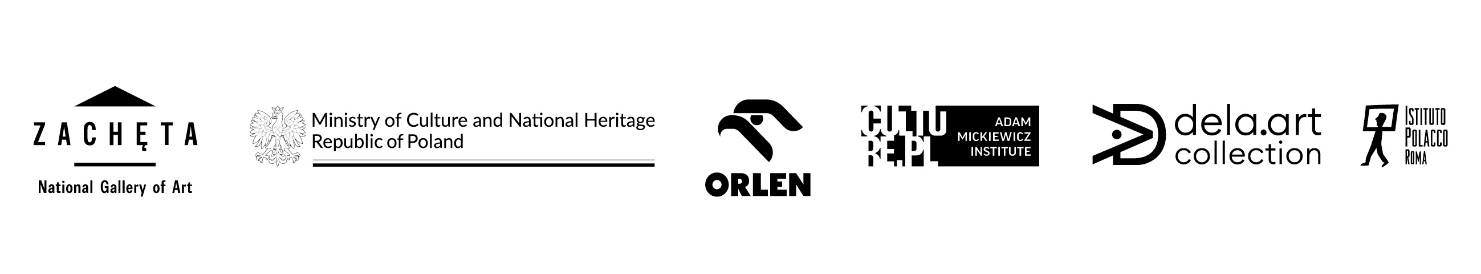 ZACHĘTA
National Gallery of Art
Ministry of Culture and National Heritage
Republic of Poland
ORLEN
CULTU
RE.PL
ADAM
MICKIEWICZ
INSTITUTE
dela.art
collection
ISTITUTO
POLACCO
ROMA